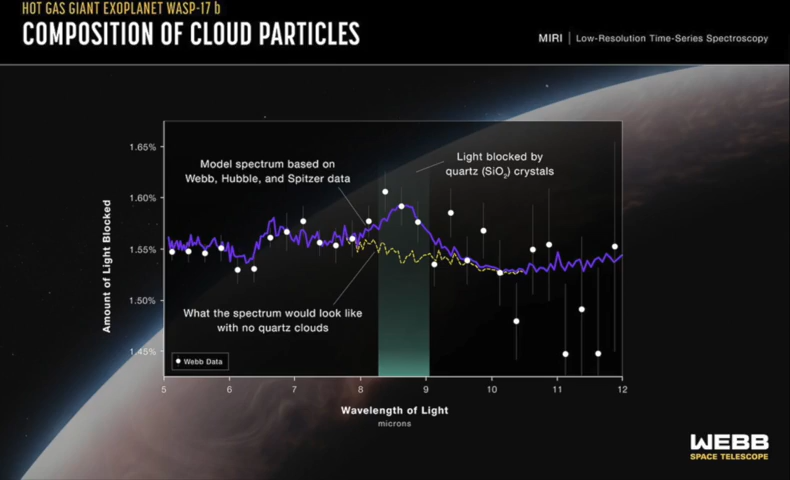 HOT GAS GIANT EXOPLANET WASP-17 b
COMPOSITION OF CLOUD PARTICLES
MIRI | Low-Resolution Time-Series Spectroscopy
Amount of Light Blocked
1.65%
1.60%
1.55%
1.50%
1.45%
Model spectrum based on
Webb, Hubble, and Spitzer data
Light blocked by
quartz (SiO₂) crystals
What the spectrum would look like
with no quartz clouds
Webb Data
5 6 7 8 9 10 11 12
Wavelength of Light
microns
WEBB
SPACE TELESCOPE